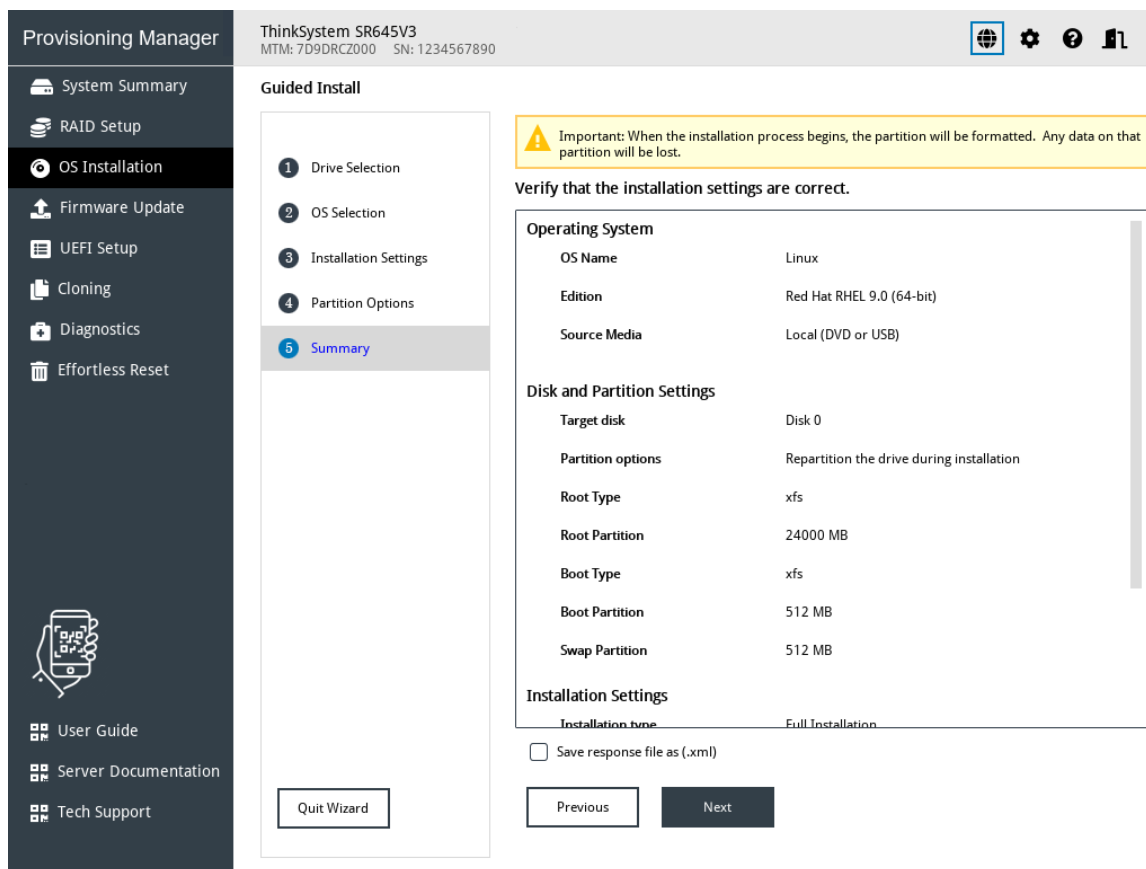 Provisioning Manager
ThinkSystem SR645V3
MTM: 7D9DRCZ000 SN: 1234567890
System Summary
RAID Setup
OS Installation
Firmware Update
UEFI Setup
Cloning
Diagnostics
Effortless Reset
User Guide
Server Documentation
Tech Support
Guided Install
1 Drive Selection
2 OS Selection
3 Installation Settings
4 Partition Options
5 Summary
Quit Wizard
Important: When the installation process begins, the partition will be formatted. Any data on that
partition will be lost.
Verify that the installation settings are correct.
Operating System
OS Name Linux
Edition Red Hat RHEL 9.0 (64-bit)
Source Media Local (DVD or USB)
Disk and Partition Settings
Target disk Disk 0
Partition options Repartition the drive during installation
Root Type xfs
Root Partition 24000 MB
Boot Type xfs
Boot Partition 512 MB
Swap Partition 512 MB
Installation Settings
Installation type Full Installation
Save response file as (.xml)
Previous
Next